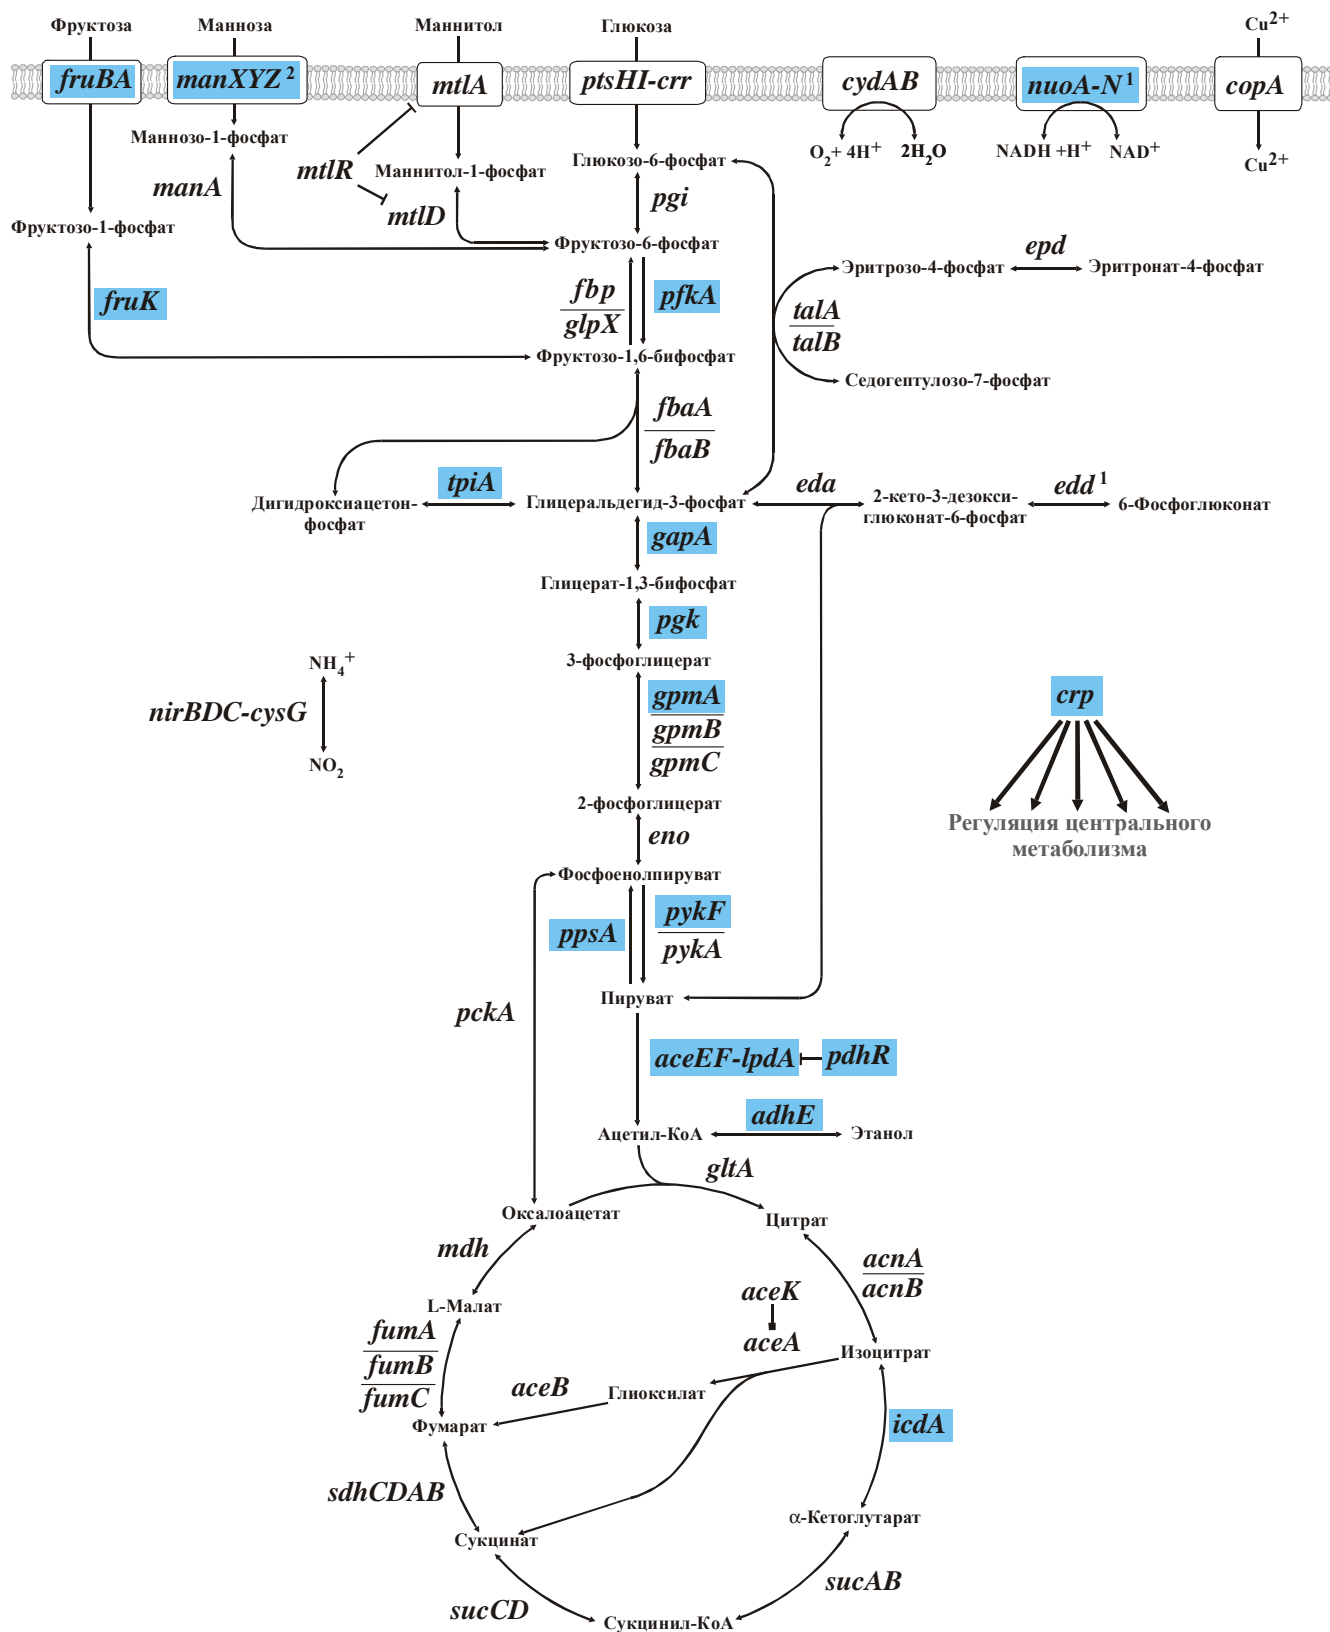 Фруктоза
Манноза
Маннитол
Глюкоза
Cu2+
fruBA
manXYZ 2
mtlA
ptsHI-crr
cydAB
nuoA-N1
copA
O2+ 4H+
2H2O
NADH +H+
NAD+
Cu2+
Маннозо-1-фосфат
manA
mtlR
Маннитол-1-фосфат
mtlD
Глюкозо-6-фосфат
pgi
Фруктозо-1-фосфат
Фруктозо-6-фосфат
Эритрозо-4-фосфат
epd
Эритронат-4-фосфат
fruK
fbp
glpX
pfkA
talA
talB
Фруктозо-1,6-бифосфат
Седогептулозо-7-фосфат
fbaA
fbaB
Дигидроксиацетон-
фосфат
tpiA
Глицеральдегид-3-фосфат
eda
2-кето-3-дезокси-
глюконат-6-фосфат
edd 1
6-Фосфоглюконат
gapA
Глицерат-1,3-бифосфат
pgk
3-фосфоглицерат
NH4+
nirBDC-cysG
NO2
gpmA
gpmB
gpmC
crp
Регуляция центрального
метаболизма
2-фосфоглицерат
eno
Фосфоенолпируват
ppsA
pykF
pykA
Пируват
pckA
aceEF-lpdA
pdhR
adhE
Ацетил-КоА
Этанол
gltA
Оксалоацетат
Цитрат
mdh
acnA
acnB
L-Малат
aceK
aceA
Изоцитрат
fumA
fumB
fumC
aceB
Глиоксилат
Фумарат
icdA
sdhCDAB
Сукцинат
α-Кетоглутарат
sucAB
sucCD
Сукцинил-КоА